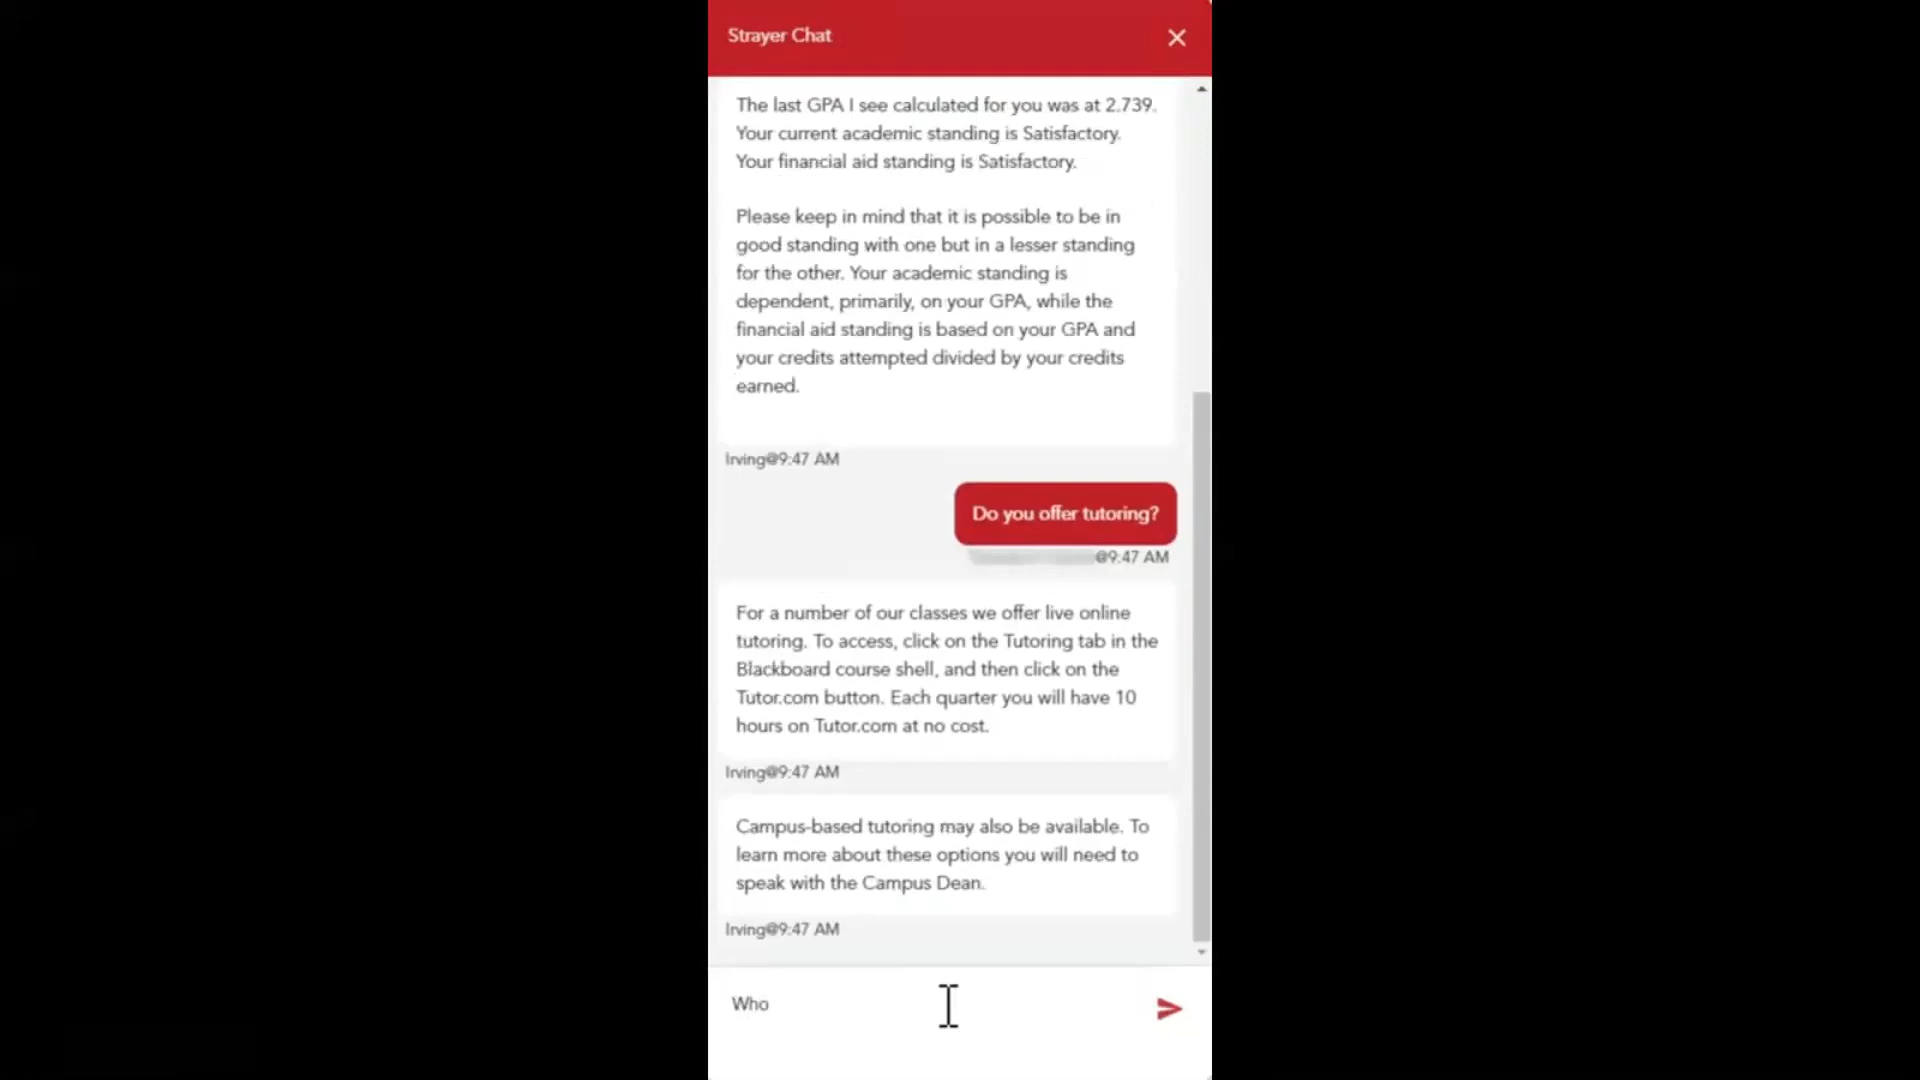 Strayer Chat
The last GPA I see calculated for you was at 2.739.
Your current academic standing is Satisfactory.
Your financial aid standing is Satisfactory.
Please keep in mind that it is possible to be in
good standing with one but in a lesser standing
for the other. Your academic standing is
dependent, primarily, on your GPA, while the
financial aid standing is based on your GPA and
your credits attempted divided by your credits
earned.
Irving@9:47 AM
Do you offer tutoring?
@9:47 AM
For a number of our classes we offer live online
tutoring. To access, click on the Tutoring tab in the
Blackboard course shell, and then click on the
Tutor.com button. Each quarter you will have 10
hours on Tutor.com at no cost.
Irving@9:47 AM
Campus-based tutoring may also be available. To
learn more about these options you will need to
speak with the Campus Dean.
Irving@9:47 AM
Who